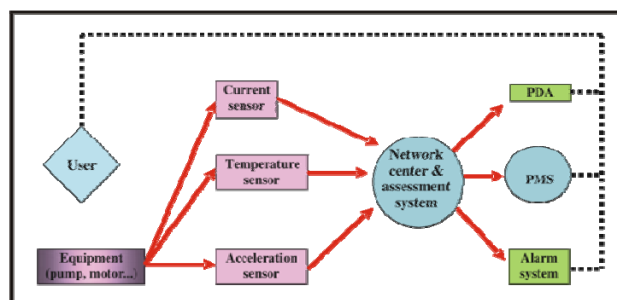 Current
sensor
PDA
User
Temperature
sensor
Network
center &
assessment
system
PMS
Equipment
(pump, motor...)
Acceleration
sensor
Alarm
system